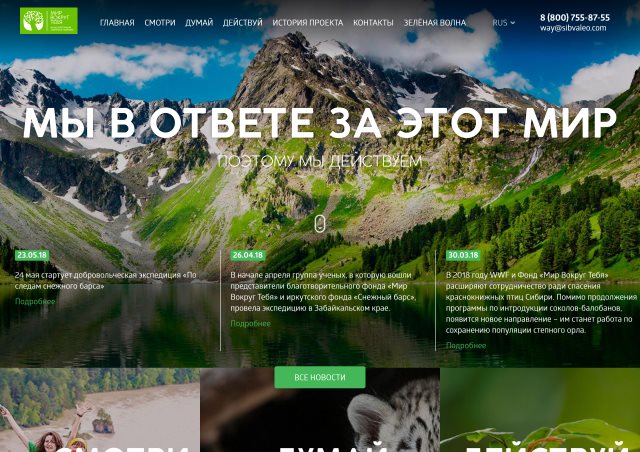 МИР
ВОКРУГ
ТЕБЯ
ГЛАВНАЯ СМОТРИ ДУМАЙ ДЕЙСТВУЙ ИСТОРИЯ ПРОЕКТА КОНТАКТЫ ЗЕЛЁНАЯ ВОЛНА RUS
8 (800) 755-87-55
way@sibvaleo.com
МЫ В ОТВЕТЕ ЗА ЭТОТ МИР
ПОЭТОМУ МЫ ДЕЙСТВУЕМ
23.05.18
24 мая стартует добровольческая экспедиция «По
следам снежного барса»
Подробнее
26.04.18
В начале апреля группа ученых, в которую вошли
представители благотворительного фонда «Мир
Вокруг Тебя» и иркутского фонда «Снежный барс»,
провела экспедицию в Забайкальском крае.
Подробнее
30.03.18
В 2018 году WWF и Фонд «Мир Вокруг Тебя»
расширяют сотрудничество ради спасения
краснокнижных птиц Сибири. Помимо продолжения
программы по интродукции соколов-балобанов,
появится новое направление – им станет работа по
сохранению популяции степного орла.
Подробнее
ВСЕ НОВОСТИ
СМОТРИ
ДУМАЙ
ДЕЙСТВУЙ